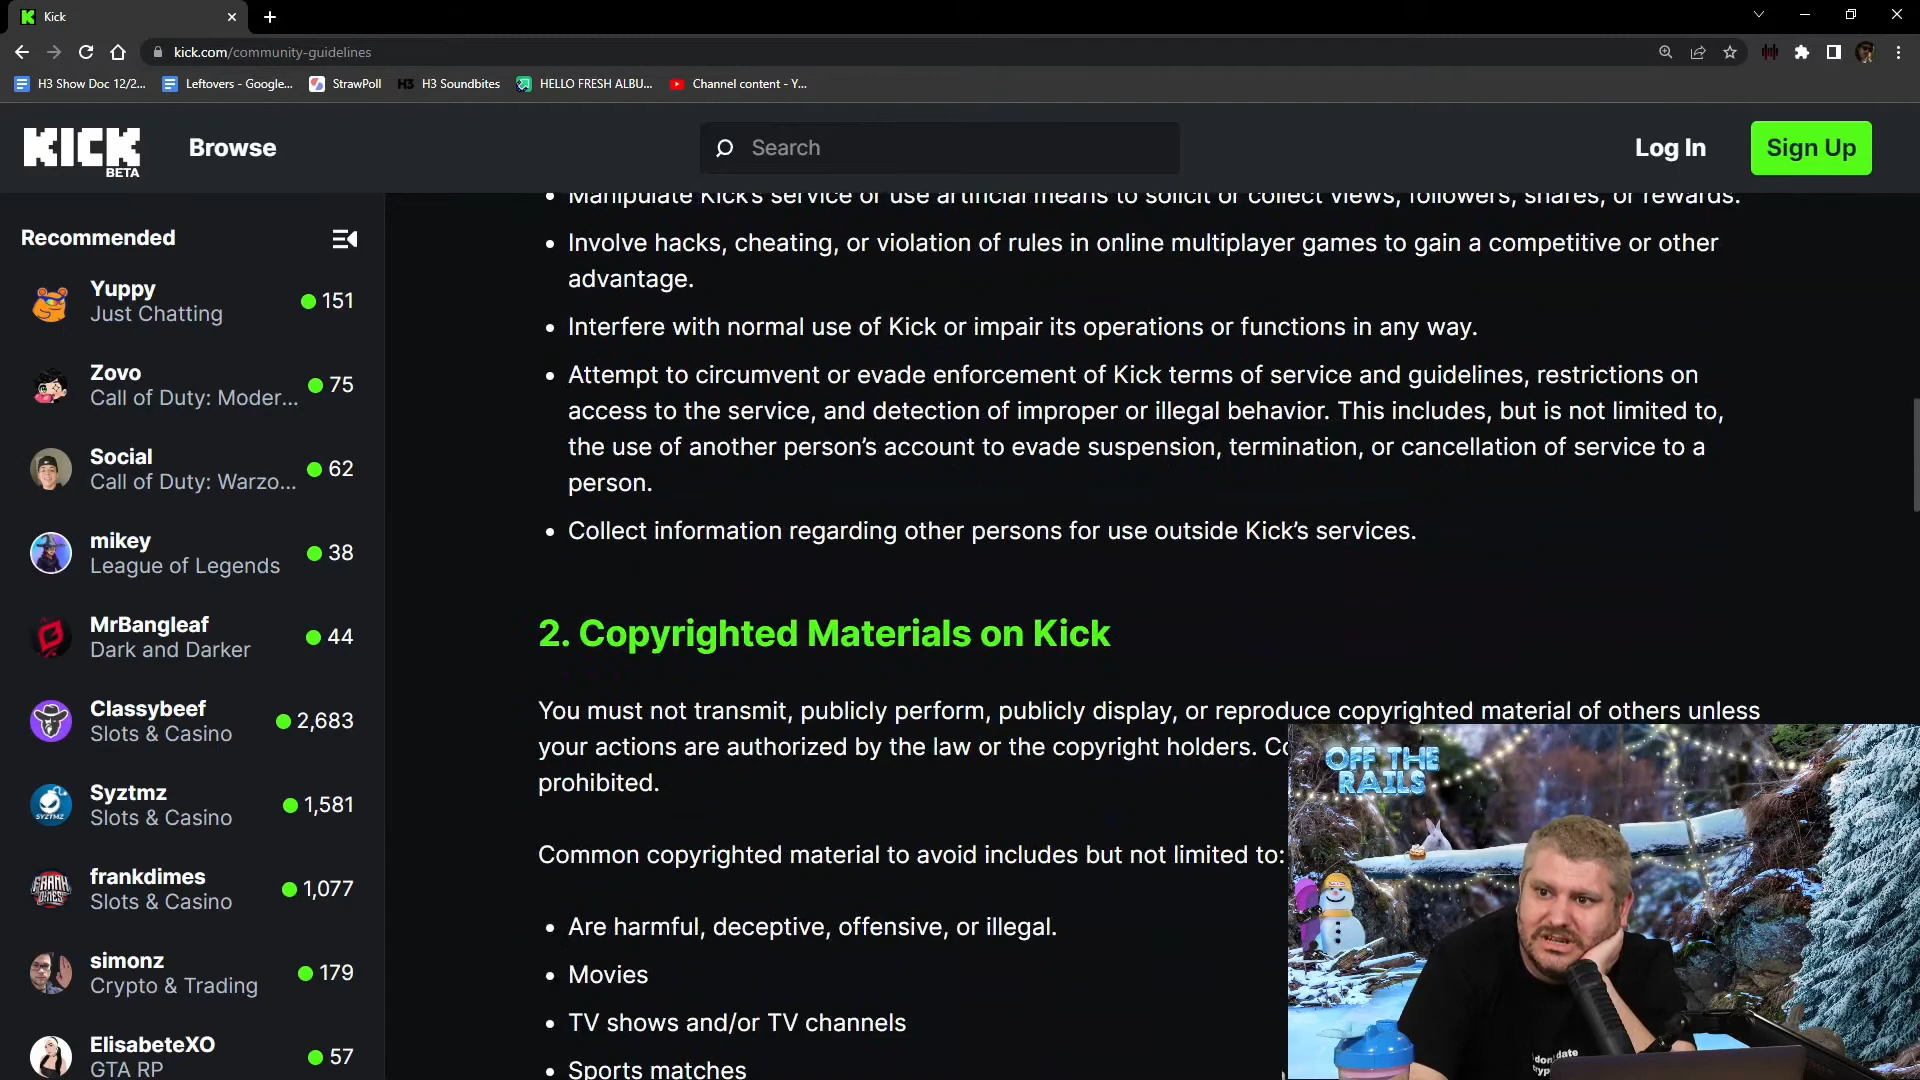 Kick
kick.com/community-guidelines
H3 Show Doc 12/2...
Leftovers - Google...
StrawPoll
H3 H3 Soundbites
HELLO FRESH ALBU...
Channel content - Y...
KICK
BETA
Browse
Search
Log In
Sign Up
Recommended
Yuppy
Just Chatting
151
Zovo
Call of Duty: Moder...
75
Social
Call of Duty: Warzo...
62
mikey
League of Legends
38
MrBangleaf
Dark and Darker
44
Classybeef
Slots & Casino
2,683
Syztmz
Slots & Casino
1,581
SYZTMZ
frankdimes
Slots & Casino
1,077
FRANK
DIMES
simonz
Crypto & Trading
179
ElisabeteXO
GTA RP
57
• Manipulate Kick's service or use artificial means to solicit or collect views, followers, shares, or rewards.
• Involve hacks, cheating, or violation of rules in online multiplayer games to gain a competitive or other
advantage.
• Interfere with normal use of Kick or impair its operations or functions in any way.
• Attempt to circumvent or evade enforcement of Kick terms of service and guidelines, restrictions on
access to the service, and detection of improper or illegal behavior. This includes, but is not limited to,
the use of another person’s account to evade suspension, termination, or cancellation of service to a
person.
• Collect information regarding other persons for use outside Kick’s services.
2. Copyrighted Materials on Kick
You must not transmit, publicly perform, publicly display, or reproduce copyrighted material of others unless
your actions are authorized by the law or the copyright holders. Co
prohibited.
Common copyrighted material to avoid includes but not limited to:
• Are harmful, deceptive, offensive, or illegal.
• Movies
• TV shows and/or TV channels
• Sports matches
OFF THE
RAILS
don't date